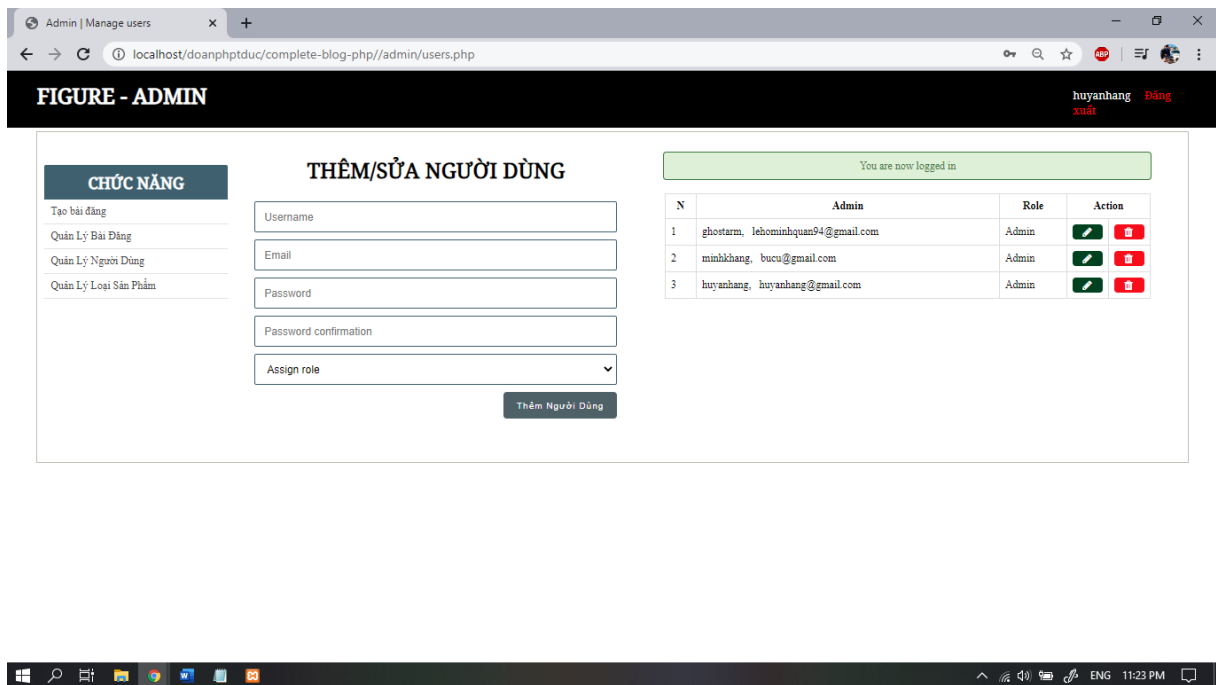 Admin | Manage users
localhost/doanphptduc/complete-blog-php//admin/users.php
ABP
FIGURE - ADMIN
huyanhang Đăng
xuất
CHỨC NĂNG
Tạo bài đăng
Quản Lý Bài Đăng
Quản Lý Người Dùng
Quản Lý Loại Sản Phẩm
THÊM/SỬA NGƯỜI DÙNG
Username
Email
Password
Password confirmation
Assign role
Thêm Người Dùng
You are now logged in
N Admin Role Action
1 ghostarm, lehominhquan94@gmail.com Admin
2 minhkhang, bucu@gmail.com Admin
3 huyanhang, huyanhang@gmail.com Admin
ENG 11:23 PM